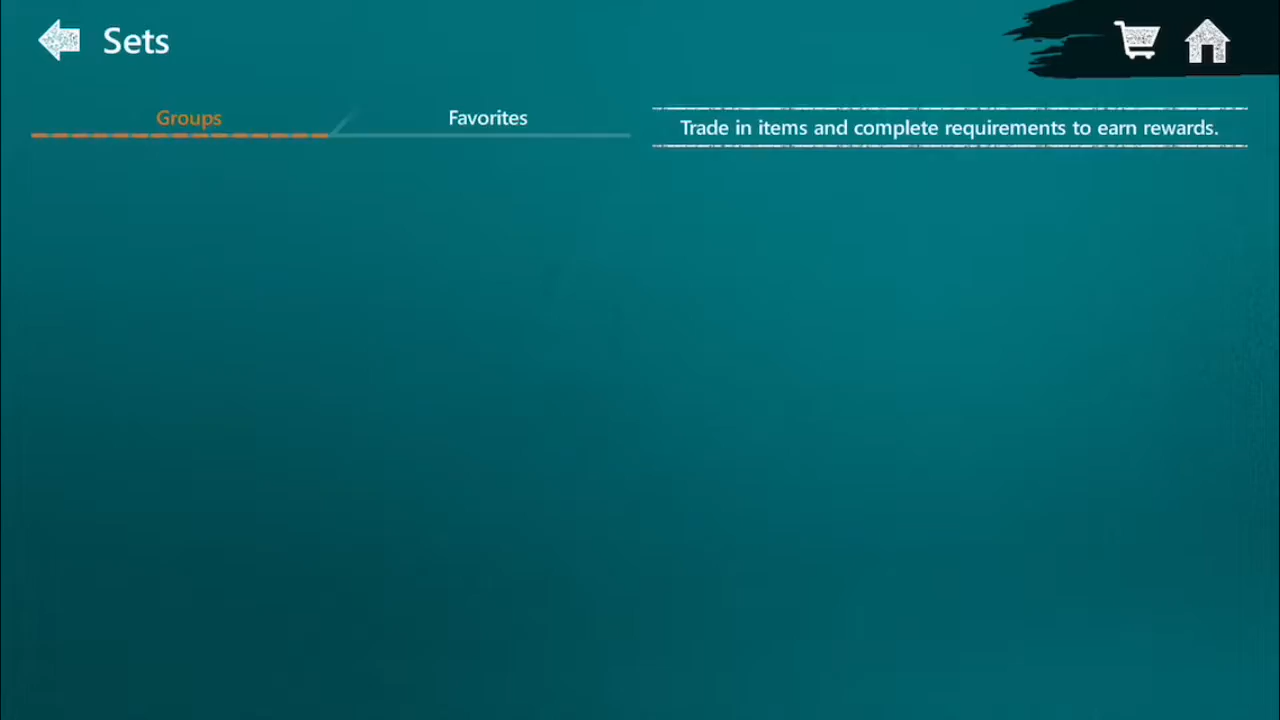 Sets
Groups
Favorites
Trade in items and complete requirements to earn rewards.